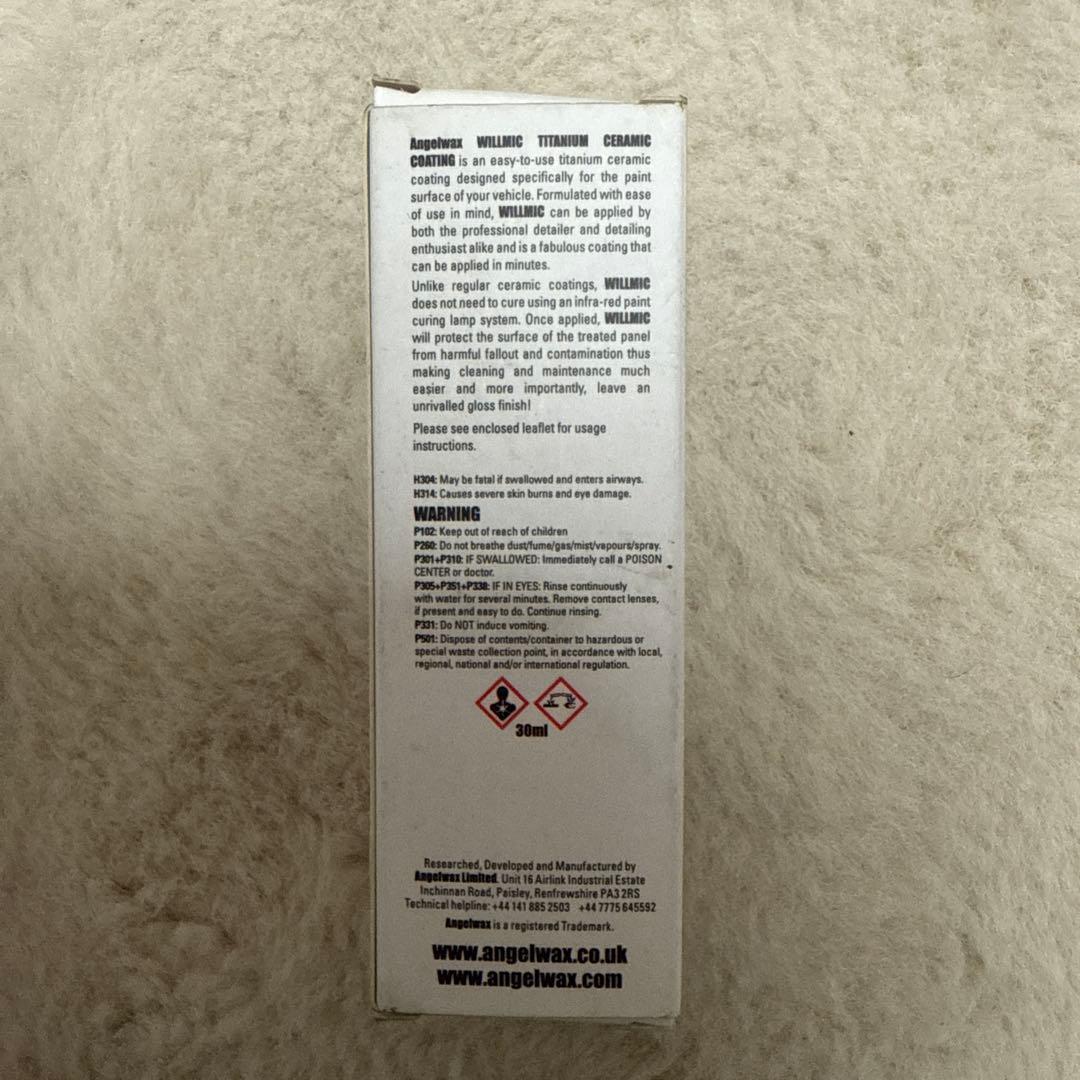 Angelwax WILLMIC TITANIUM CERAMIC
COATING is an easy-to-use titanium ceramic
coating designed specifically for the paint
surface of your vehicle. Formulated with ease
of use in mind, WILLMIC can be applied by
both the professional detailer and detailing
enthusiast alike and is a fabulous coating that
can be applied in minutes.
Unlike regular ceramic coatings, WILLMIC
does not need to cure using an infra-red paint
curing lamp system. Once applied, WILLMIC
will protect the surface of the treated panel
from harmful fallout and contamination thus
making cleaning and maintenance much
easier and more importantly, leave an
unrivalled gloss finish!
Please see enclosed leaflet for usage
instructions.
H304: May be fatal if swallowed and enters airways.
H314: Causes severe skin burns and eye damage.
WARNING
P102: Keep out of reach of children
P260: Do not breathe dust/fume/gas/mist/vapours/spray.
P301+P310: IF SWALLOWED: Immediately call a POISON
CENTER or doctor.
P305+P351+P338: IF IN EYES: Rinse continuously
with water for several minutes. Remove contact lenses,
if present and easy to do. Continue rinsing.
P331: Do NOT induce vomiting.
P501: Dispose of contents/container to hazardous or
special waste collection point, in accordance with local,
regional, national and/or international regulation.
30ml
Researched, Developed and Manufactured by
Angelwax Limited. Unit 16 Airlink Industrial Estate
Inchinnan Road, Paisley, Renfrewshire PA3 2RS
Technical helpline: +44 141 885 2503 +44 7775 645592
Angelwax is a registered Trademark.
www.angelwax.co.uk
www.angelwax.com